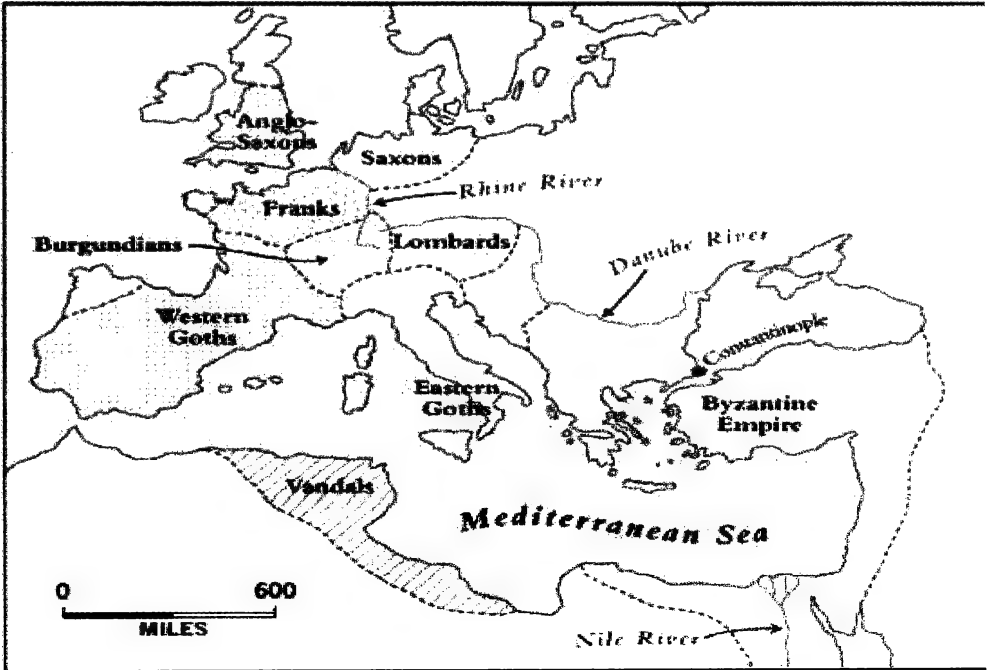 Anglo-
Saxons
Saxons
Rhine River
Franks
Burgundians
Lombards
Danube River
Western
Goths
Constantinople
Eastern
Goths
Byzantine
Empire
Vandals
Mediterranean Sea
0 600
MILES
Nile River